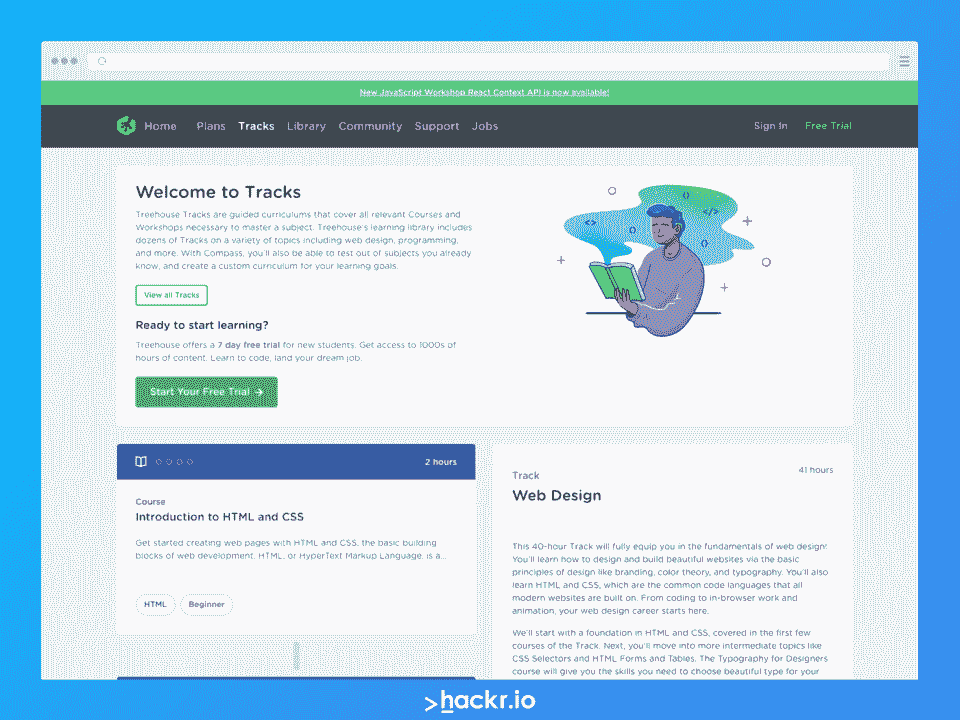 New JavaScript Workshop React Context API is now available!
Home Plans Tracks Library Community Support Jobs Sign In Free Trial
Welcome to Tracks
Treehouse Tracks are guided curriculums that cover all relevant Courses and
Workshops necessary to master a subject. Treehouse's learning library includes
dozens of Tracks on a variety of topics including web design, programming,
and more. With Compass, you'll also be able to test out of subjects you already
know, and create a custom curriculum for your learning goals.
View all Tracks
Ready to start learning?
Treehouse offers a 7 day free trial for new students. Get access to 1000s of
hours of content. Learn to code, land your dream job.
Start Your Free Trial →
2 hours
Course
Introduction to HTML and CSS
Get started creating web pages with HTML and CSS, the basic building
blocks of web development. HTML, or HyperText Markup Language, is a...
HTML Beginner
41 hours
Track
Web Design
This 40-hour Track will fully equip you in the fundamentals of web design!
You'll learn how to design and build beautiful websites via the basic
principles of design like branding, color theory, and typography. You'll also
learn HTML and CSS, which are the common code languages that all
modern websites are built on. From coding to in-browser work and
animation, your web design career starts here.
We'll start with a foundation in HTML and CSS, covered in the first few
courses of the Track. Next, you'll move into more intermediate topics like
CSS Selectors and HTML Forms and Tables. The Typography for Designers
course will give you the skills you need to choose beautiful type for your
>hackr.io